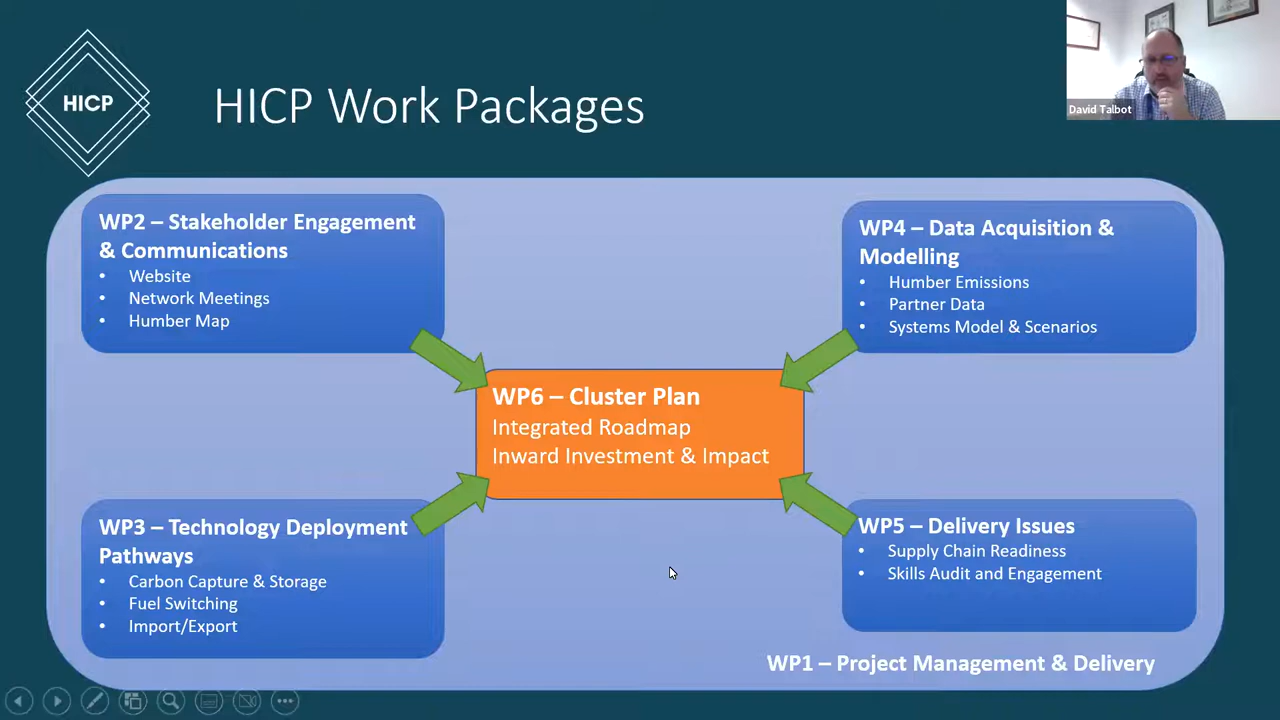 HICP
HICP Work Packages
David Talbot
WP2 – Stakeholder Engagement
& Communications
• Website
• Network Meetings
• Humber Map
WP4 – Data Acquisition &
Modelling
• Humber Emissions
• Partner Data
• Systems Model & Scenarios
WP6 – Cluster Plan
Integrated Roadmap
Inward Investment & Impact
WP3 – Technology Deployment
Pathways
• Carbon Capture & Storage
• Fuel Switching
• Import/Export
WP5 – Delivery Issues
• Supply Chain Readiness
• Skills Audit and Engagement
WP1 – Project Management & Delivery